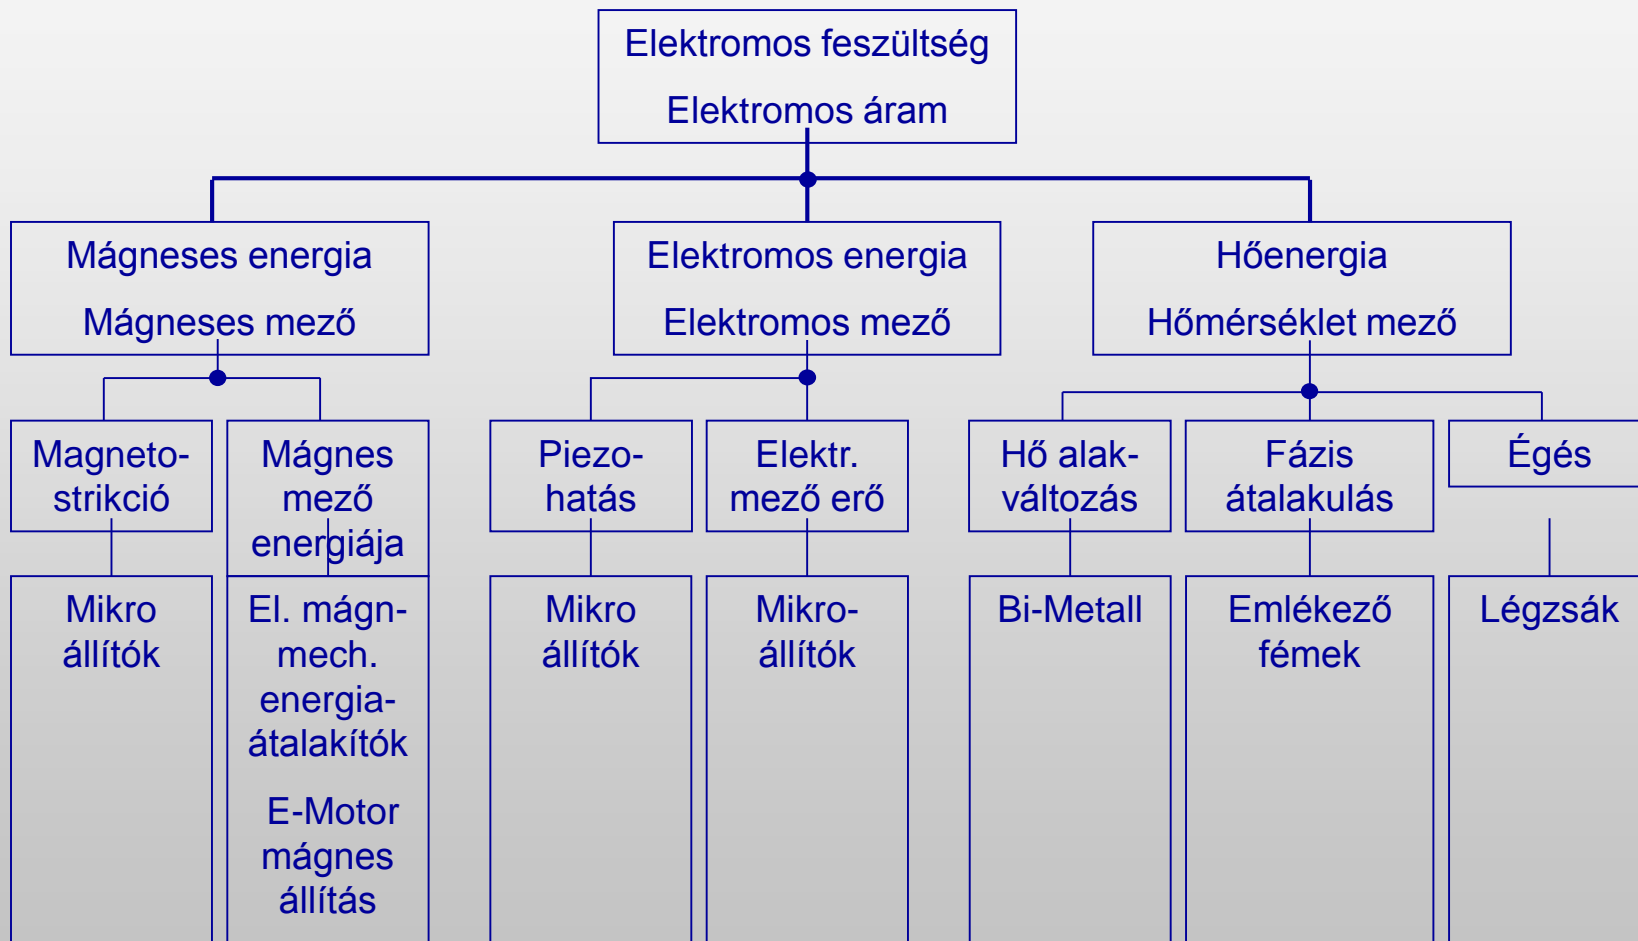 Elektromos feszültség
Elektromos áram
Mágneses energia
Mágneses mező
Elektromos energia
Elektromos mező
Hőenergia
Hőmérséklet mező
Magneto-
strikció
Mágnes
mező
energiája
Piezo-
hatás
Elektr.
mező erő
Hő alak-
változás
Fázis
átalakulás
Égés
Mikro
állítók
El. mágn-
mech.
energia-
átalakítók
E-Motor
mágnes
állítás
Mikro
állítók
Mikro-
állítók
Bi-Metall
Emlékező
fémek
Légzsák